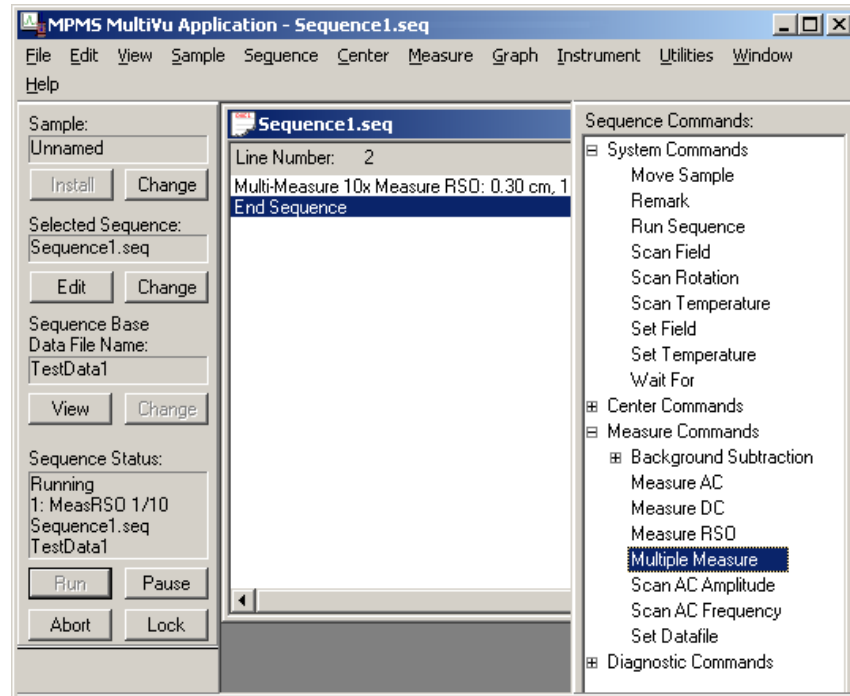 MPMS MultiVu Application - Sequence1.seq
File Edit View Sample Sequence Center Measure Graph Instrument Utilities Window
Help
Sample:
Unnamed
Install Change
Selected Sequence:
Sequence1.seq
Edit Change
Sequence Base
Data File Name:
TestData1
View Change
Sequence Status:
Running
1: MeasRSO 1/10
Sequence1.seq
TestData1
Run Pause
Abort Lock
Sequence1.seq
Line Number: 2
Multi-Measure 10x Measure RSO: 0.30 cm, 1
End Sequence
Sequence Commands:
System Commands
Move Sample
Remark
Run Sequence
Scan Field
Scan Rotation
Scan Temperature
Set Field
Set Temperature
Wait For
Center Commands
Measure Commands
Background Subtraction
Measure AC
Measure DC
Measure RSO
Multiple Measure
Scan AC Amplitude
Scan AC Frequency
Set Datafile
Diagnostic Commands